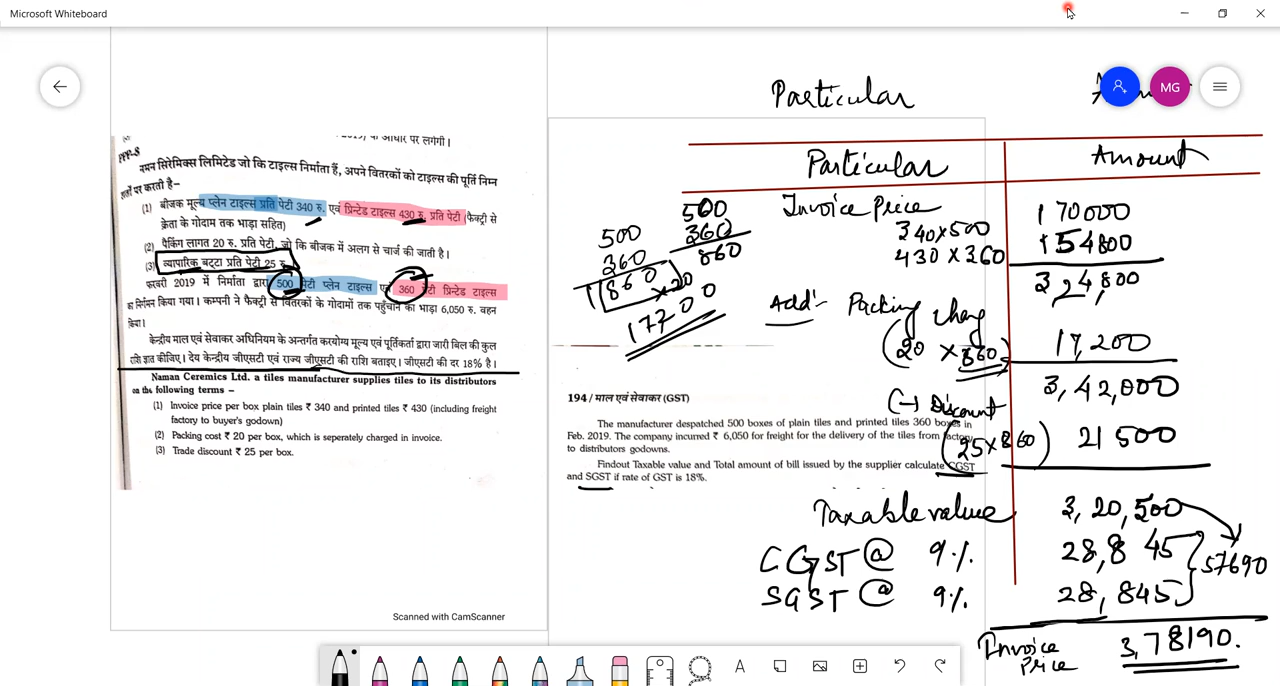 Microsoft Whiteboard
MG
2019) के आधार पर लगेगी।
PPP-8
नमन सिरेमिक्स लिमिटेड जो कि टाइल्स निर्माता हैं, अपने वितरकों को टाइल्स की पूर्ति निम्न
शर्तों पर करती है–
(1) बीजक मूल्य प्लेन टाइल्स प्रति पेटी 340 रु. एवं प्रिन्टेड टाइल्स 430 रु. प्रति पेटी (फैक्ट्री से
क्रेता के गोदाम तक भाड़ा सहित)
(2) पैकिंग लागत 20 रु. प्रति पेटी, जो कि बीजक में अलग से चार्ज की जाती है।
(3) व्यापारिक बट्टा प्रति पेटी 25 रु.
फरवरी 2019 में निर्माता द्वारा 500 पेटी प्लेन टाइल्स एवं 360 पेटी प्रिन्टेड टाइल्स
का निर्गमन किया गया। कम्पनी ने फैक्ट्री से वितरकों के गोदामों तक पहुँचाने का भाड़ा 6,050 रु. वहन
किया।
केन्द्रीय माल एवं सेवाकर अधिनियम के अन्तर्गत करयोग्य मूल्य एवं पूर्तिकर्ता द्वारा जारी बिल की कुल
राशि ज्ञात कीजिए। देय केन्द्रीय जीएसटी एवं राज्य जीएसटी की राशि बताइए। जीएसटी की दर 18% है।
Naman Ceramics Ltd. a tiles manufacturer supplies tiles to its distributors
on the following terms –
(1) Invoice price per box plain tiles ₹ 340 and printed tiles ₹ 430 (including freight
factory to buyer's godown)
(2) Packing cost ₹ 20 per box, which is seperately charged in invoice.
(3) Trade discount ₹ 25 per box.
Scanned with CamScanner
194 / माल एवं सेवाकर (GST)
The manufacturer despatched 500 boxes of plain tiles and printed tiles 360 boxes in
Feb. 2019. The company incurred ₹ 6,050 for freight for the delivery of the tiles from factory
to distributors godowns.
Findout Taxable value and Total amount of bill issued by the supplier calculate CGST
and SGST if rate of GST is 18%.
500
360
860
×20
17200
500
360
860
Particular
Particular Amount
Invoice Price
340×500 170000
430×360 154800
3,24,800
Add:- Packing charg
(20 × 860) 17,200
3,42,000
(-) Discount
(25×860) 21500
Taxable value 3,20,500
CGST @ 9% 28,845
SGST @ 9% 28,845
57690
Invoice Price 3,78190.